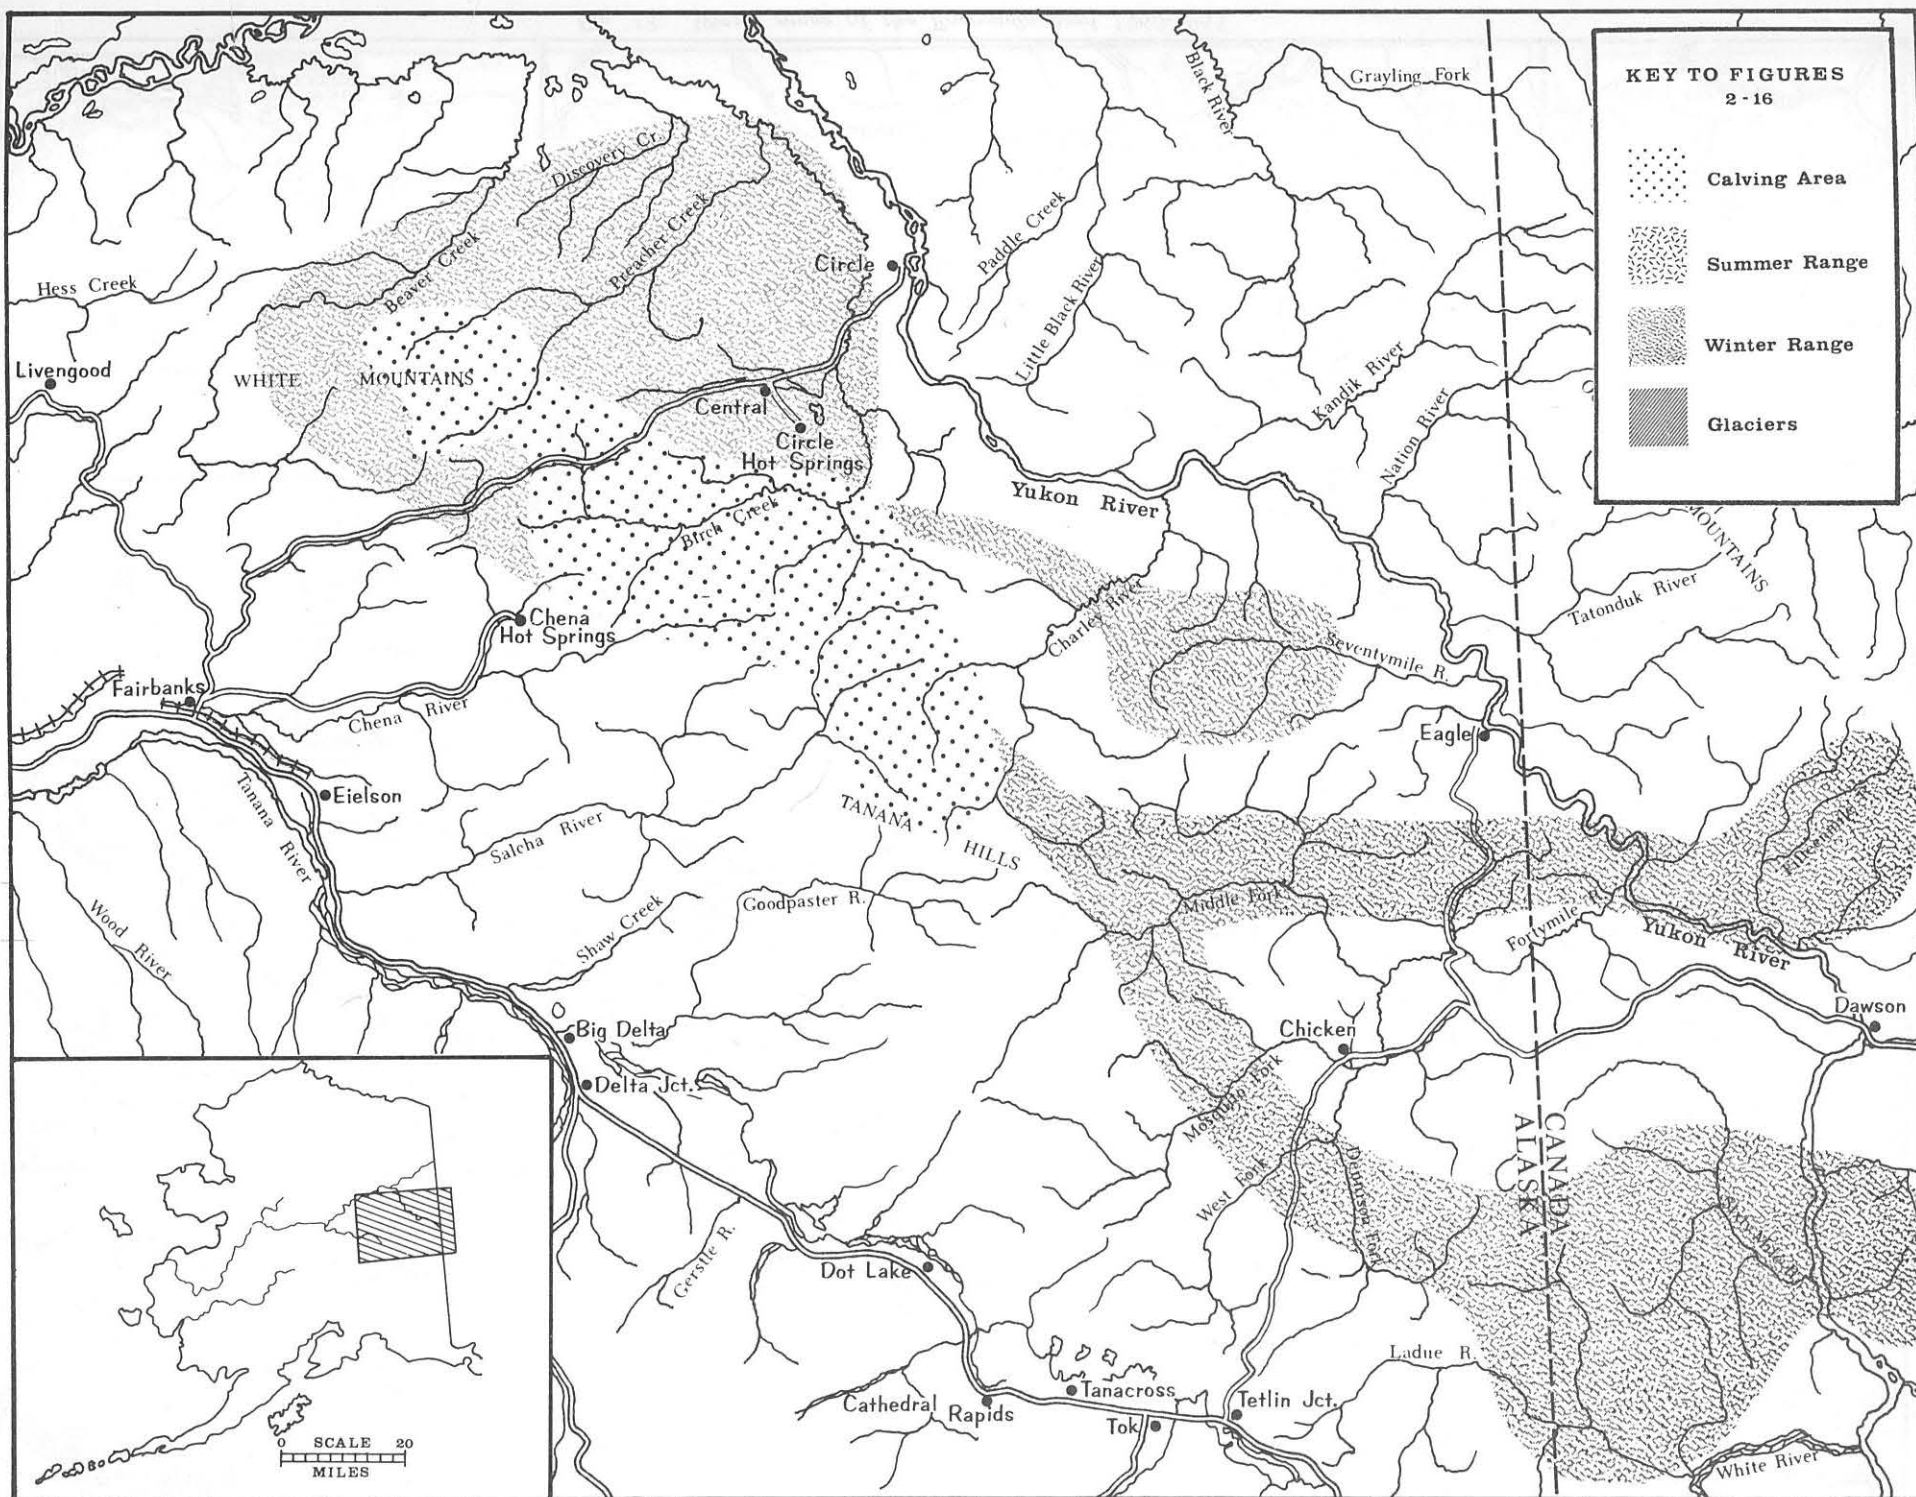 Black River
Grayling Fork
KEY TO FIGURES
2 - 16
Calving Area
Summer Range
Winter Range
Glaciers
Discovery Cr.
Preacher Creek
Beaver Creek
Paddle Creek
Little Black River
Circle
Hess Creek
Livengood
WHITE MOUNTAINS
Central
Circle
Hot Springs
Kandik River
Nation River
Yukon River
Birch Creek
MOUNTAINS
Tatonduk River
Chena
Hot Springs
Charley River
Seventymile R.
Fairbanks
Chena River
Eagle
Eielson
Tanana River
Salcha River
TANANA HILLS
Wood River
Shaw Creek
Goodpaster R.
Middle Fork
Fortymile R.
Yukon River
Big Delta
Delta Jct.
Chicken
Dawson
Mosquito Fork
West Fork
Dennison Fork
CANADA
ALASKA
Gerstle R.
Dot Lake
Ladue R.
Cathedral Rapids
Tanacross
Tok
Tetlin Jct.
White River
0 SCALE 20
MILES